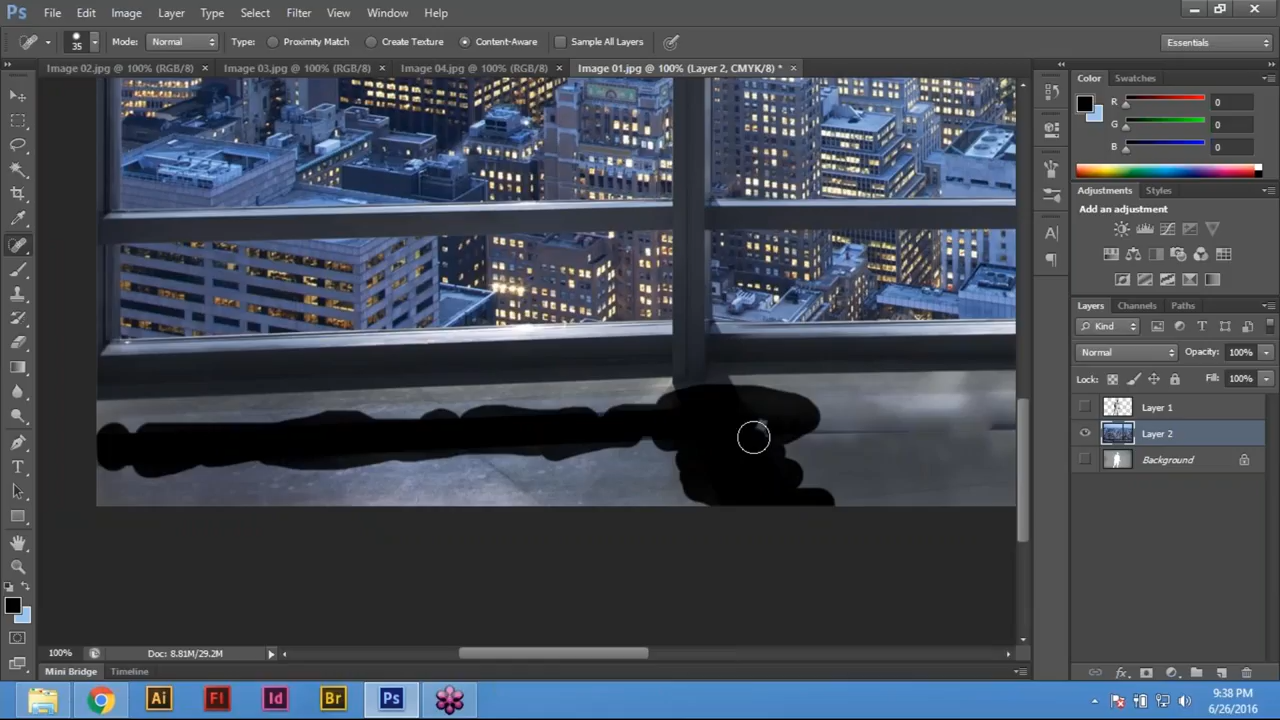 Ps File Edit Image Layer Type Select Filter 3D View Window Help
35 Mode: Normal Type: Proximity Match Create Texture Content-Aware Sample All Layers Essentials
Image 02.jpg @ 100% (RGB/8) × Image 03.jpg @ 100% (RGB/8) × Image 04.jpg @ 100% (RGB/8) × Image 01.jpg @ 100% (Layer 2, CMYK/8) * ×
Color Swatches
R 0
G 0
B 0
Adjustments Styles
Add an adjustment
Layers Channels Paths
Kind
Normal Opacity: 100%
Lock: Fill: 100%
Layer 1
Layer 2
Background
100% Doc: 8.81M/29.2M
Mini Bridge Timeline
Ai Fl Id Br Ps
9:38 PM
6/26/2016